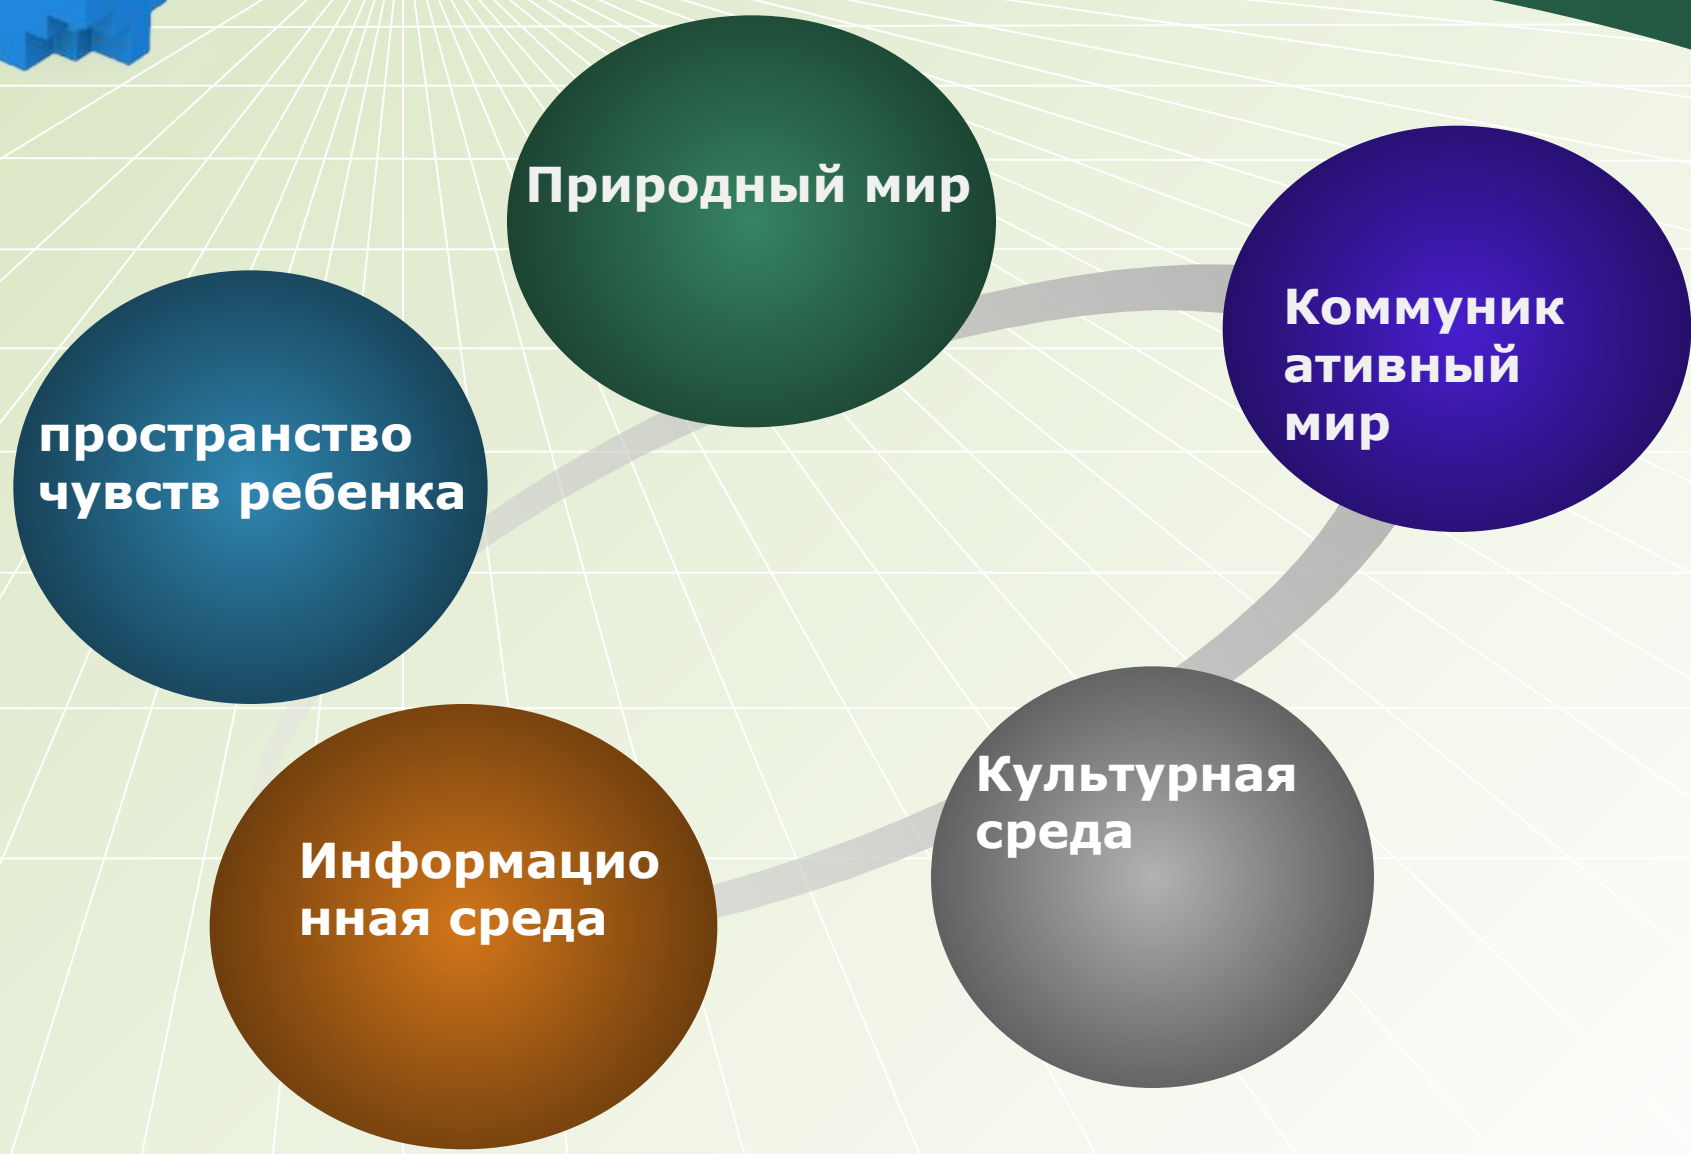 Природный мир
Коммуник
ативный
мир
пространство
чувств ребенка
Культурная
среда
Информацио
нная среда